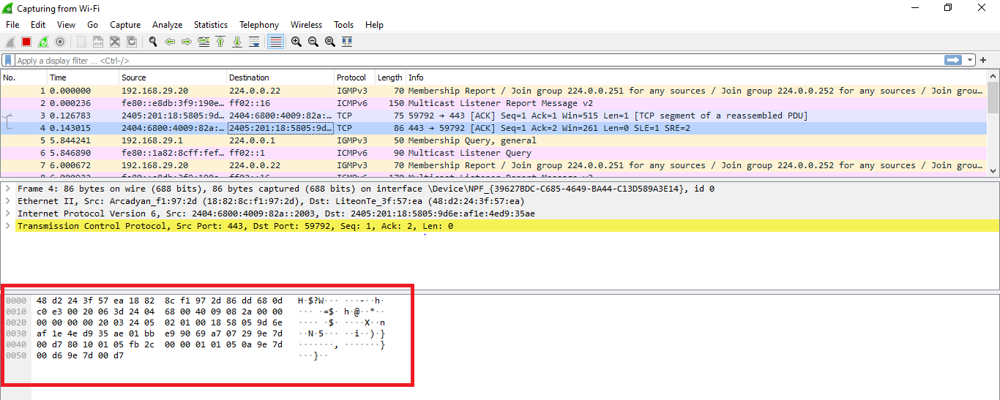 Capturing from Wi-Fi
File Edit View Go Capture Analyze Statistics Telephony Wireless Tools Help
Apply a display filter ... <Ctrl-/>
No. Time Source Destination Protocol Length Info
1 0.000000 192.168.29.20 224.0.0.22 IGMPv3 70 Membership Report / Join group 224.0.0.251 for any sources / Join group 224.0.0.252 for any sources / Join grou...
2 0.000236 fe80::e8db:3f9:190e... ff02::16 ICMPv6 150 Multicast Listener Report Message v2
3 0.126783 2405:201:18:5805:9d... 2404:6800:4009:82a:... TCP 75 59792 → 443 [ACK] Seq=1 Ack=1 Win=515 Len=1 [TCP segment of a reassembled PDU]
4 0.143015 2404:6800:4009:82a:... 2405:201:18:5805:9d... TCP 86 443 → 59792 [ACK] Seq=1 Ack=2 Win=261 Len=0 SLE=1 SRE=2
5 5.844241 192.168.29.1 224.0.0.1 IGMPv3 50 Membership Query, general
6 5.846890 fe80::1a82:8cff:fef... ff02::1 ICMPv6 90 Multicast Listener Query
7 6.000672 192.168.29.20 224.0.0.22 IGMPv3 70 Membership Report / Join group 224.0.0.251 for any sources / Join group 224.0.0.252 for any sources / Join grou...
Frame 4: 86 bytes on wire (688 bits), 86 bytes captured (688 bits) on interface \Device\NPF_{39627BDC-C685-4649-BA44-C13D589A3E14}, id 0
Ethernet II, Src: Arcadyan_f1:97:2d (18:82:8c:f1:97:2d), Dst: LiteonTe_3f:57:ea (48:d2:24:3f:57:ea)
Internet Protocol Version 6, Src: 2404:6800:4009:82a::2003, Dst: 2405:201:18:5805:9d6e:af1e:4ed9:35ae
Transmission Control Protocol, Src Port: 443, Dst Port: 59792, Seq: 1, Ack: 2, Len: 0
0000 48 d2 24 3f 57 ea 18 82 8c f1 97 2d 86 dd 68 0d H·$?W··· ···-··h·
0010 c0 e3 00 20 06 3d 24 04 68 00 40 09 08 2a 00 00 ··· ·=$· h·@··*··
0020 00 00 00 00 20 03 24 05 02 01 00 18 58 05 9d 6e ···· ·$· ····X··n
0030 af 1e 4e d9 35 ae 01 bb e9 90 69 a7 07 29 9e 7d ··N·5··· ··i··)·}
0040 00 d7 80 10 01 05 fb 2c 00 00 01 01 05 0a 9e 7d ·······, ·······}
0050 00 d6 9e 7d 00 d7 ···}··